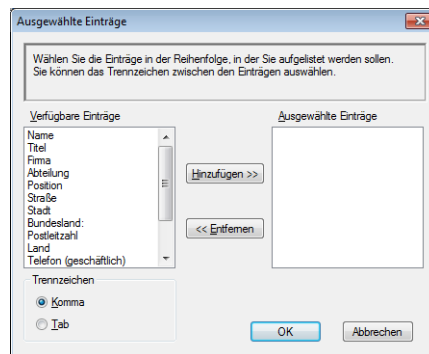 Ausgewählte Einträge
Wählen Sie die Einträge in der Reihenfolge, in der Sie aufgelistet werden sollen.
Sie können das Trennzeichen zwischen den Einträgen auswählen.
Verfügbare Einträge
Ausgewählte Einträge
Name
Titel
Firma
Abteilung
Position
Straße
Stadt
Bundesland:
Postleitzahl
Land
Telefon (geschäftlich)
Hinzufügen >>
<< Entfernen
Trennzeichen
Komma
Tab
OK
Abbrechen